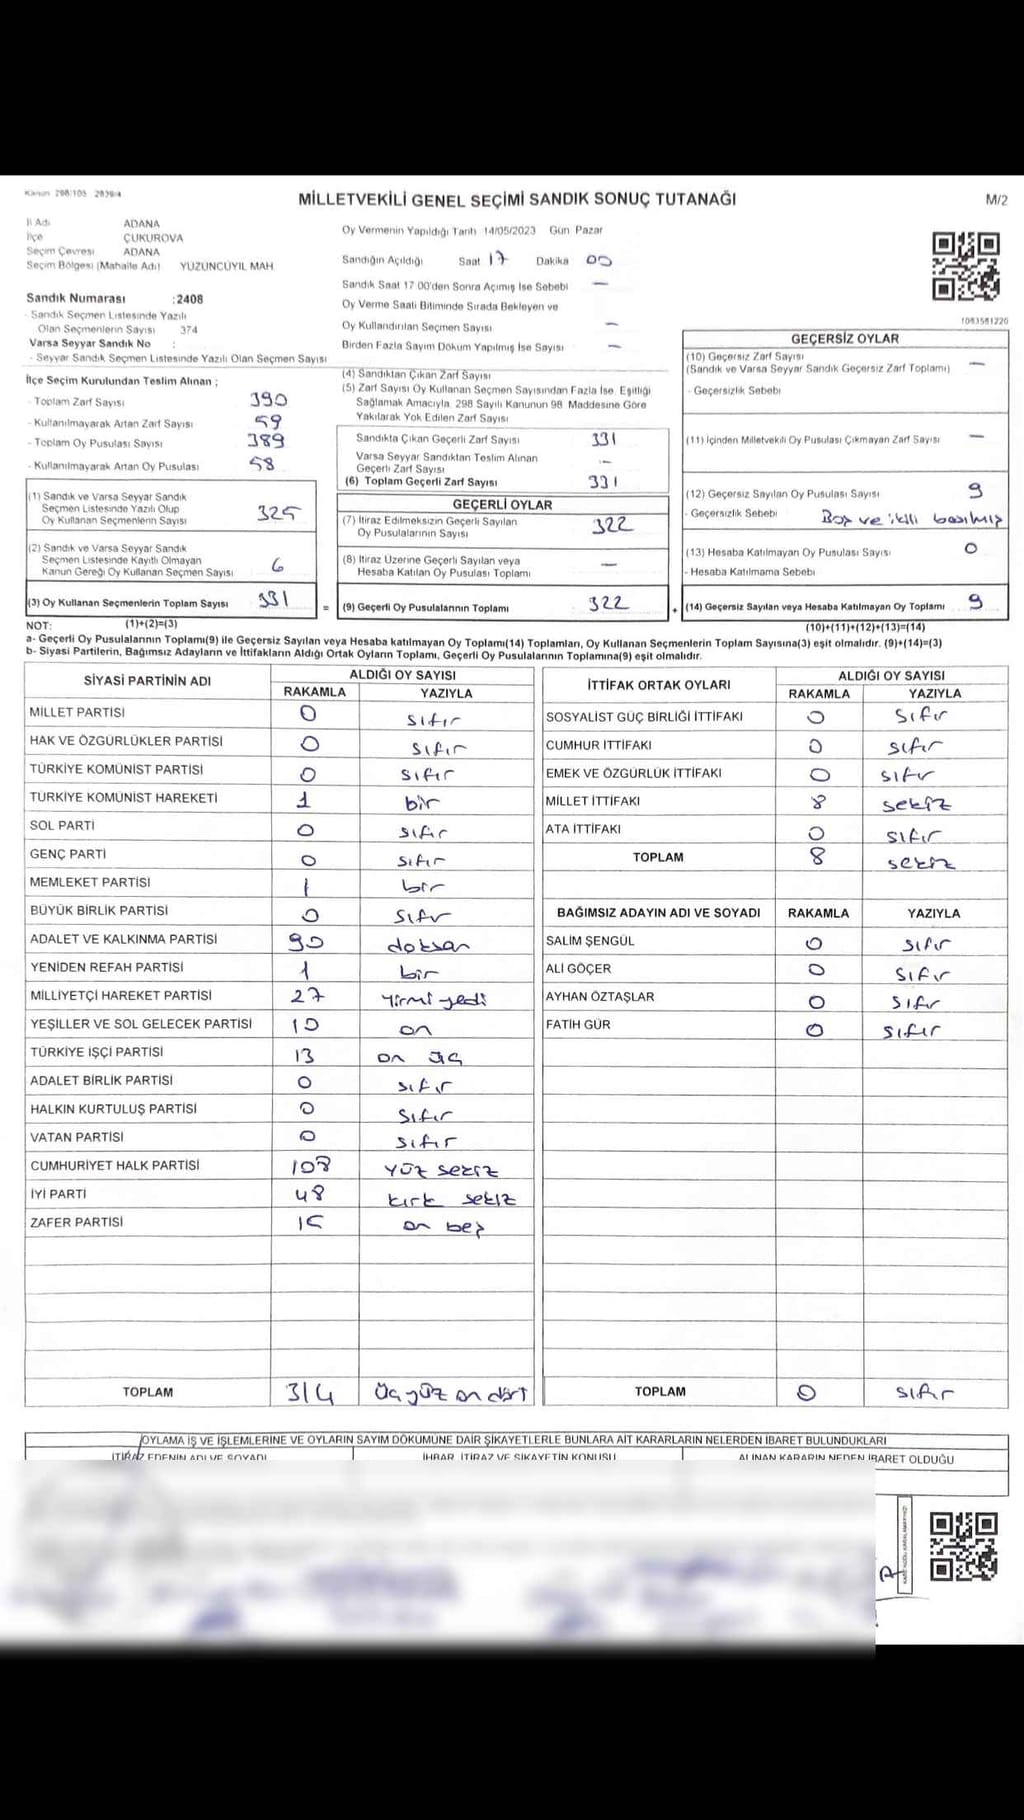 Kanun 298/105 2839/4
MİLLETVEKİLİ GENEL SEÇİMİ SANDIK SONUÇ TUTANAĞI
M/2
İl Adı ADANA
İlçe ÇUKUROVA
Seçim Çevresi ADANA
Seçim Bölgesi (Mahalle Adı) YÜZÜNCÜYIL MAH
Oy Vermenin Yapıldığı Tarih 14/05/2023 Gün Pazar
Sandığın Açıldığı Saat 17 Dakika 00
Sandık Saat 17 00'den Sonra Açılmış İse Sebebi —
Oy Verme Saati Bitiminde Sırada Bekleyen ve
Oy Kullandırılan Seçmen Sayısı —
Birden Fazla Sayım Döküm Yapılmış İse Sayısı —
Sandık Numarası : 2408
- Sandık Seçmen Listesinde Yazılı
Olan Seçmenlerin Sayısı 374
Varsa Seyyar Sandık No :
- Seyyar Sandık Seçmen Listesinde Yazılı Olan Seçmen Sayısı
İlçe Seçim Kurulundan Teslim Alınan ;
- Toplam Zarf Sayısı 390
- Kullanılmayarak Artan Zarf Sayısı 59
- Toplam Oy Pusulası Sayısı 389
- Kullanılmayarak Artan Oy Pusulası 58
(1) Sandık ve Varsa Seyyar Sandık
Seçmen Listesinde Yazılı Olup
Oy Kullanan Seçmenlerin Sayısı 325
(2) Sandık ve Varsa Seyyar Sandık
Seçmen Listesinde Kayıtlı Olmayan
Kanun Gereği Oy Kullanan Seçmen Sayısı 6
(3) Oy Kullanan Seçmenlerin Toplam Sayısı 331
(1)+(2)=(3)
(4) Sandıktan Çıkan Zarf Sayısı
(5) Zarf Sayısı Oy Kullanan Seçmen Sayısından Fazla İse Eşitliği
Sağlamak Amacıyla 298 Sayılı Kanunun 98 Maddesine Göre
Yakılarak Yok Edilen Zarf Sayısı
Sandıkta Çıkan Geçerli Zarf Sayısı 331
Varsa Seyyar Sandıktan Teslim Alınan
Geçerli Zarf Sayısı —
(6) Toplam Geçerli Zarf Sayısı 331
GEÇERLİ OYLAR
(7) İtiraz Edilmeksizin Geçerli Sayılan
Oy Pusulalarının Sayısı 322
(8) İtiraz Üzerine Geçerli Sayılan veya
Hesaba Katılan Oy Pusulası Toplamı —
= (9) Geçerli Oy Pusulalarının Toplamı 322 +
1083581220
GEÇERSİZ OYLAR
(10) Geçersiz Zarf Sayısı
(Sandık ve Varsa Seyyar Sandık Geçersiz Zarf Toplamı) —
- Geçersizlik Sebebi
(11) İçinden Milletvekili Oy Pusulası Çıkmayan Zarf Sayısı —
(12) Geçersiz Sayılan Oy Pusulası Sayısı 9
- Geçersizlik Sebebi Boş ve ikili basılmış
(13) Hesaba Katılmayan Oy Pusulası Sayısı 0
- Hesaba Katılmama Sebebi
(14) Geçersiz Sayılan veya Hesaba Katılmayan Oy Toplamı 9
(10)+(11)+(12)+(13)=(14)
NOT:
a- Geçerli Oy Pusulalarının Toplamı(9) ile Geçersiz Sayılan veya Hesaba katılmayan Oy Toplamı(14) Toplamları, Oy Kullanan Seçmenlerin Toplam Sayısına(3) eşit olmalıdır. (9)+(14)=(3)
b- Siyasi Partilerin, Bağımsız Adayların ve İttifakların Aldığı Ortak Oyların Toplamı, Geçerli Oy Pusulalarının Toplamına(9) eşit olmalıdır.
SİYASİ PARTİNİN ADI ALDIĞI OY SAYISI
RAKAMLA YAZIYLA
MİLLET PARTİSİ 0 sıfır
HAK VE ÖZGÜRLÜKLER PARTİSİ 0 sıfır
TÜRKİYE KOMÜNİST PARTİSİ 0 sıfır
TÜRKİYE KOMÜNİST HAREKETİ 1 bir
SOL PARTİ 0 sıfır
GENÇ PARTİ 0 sıfır
MEMLEKET PARTİSİ 1 bir
BÜYÜK BİRLİK PARTİSİ 0 sıfır
ADALET VE KALKINMA PARTİSİ 90 doksan
YENİDEN REFAH PARTİSİ 1 bir
MİLLİYETÇİ HAREKET PARTİSİ 27 yirmi yedi
YEŞİLLER VE SOL GELECEK PARTİSİ 10 on
TÜRKİYE İŞÇİ PARTİSİ 13 on üç
ADALET BİRLİK PARTİSİ 0 sıfır
HALKIN KURTULUŞ PARTİSİ 0 sıfır
VATAN PARTİSİ 0 sıfır
CUMHURİYET HALK PARTİSİ 108 yüz sekiz
İYİ PARTİ 48 kırk sekiz
ZAFER PARTİSİ 15 on beş
TOPLAM 314 üç yüz on dört
İTTİFAK ORTAK OYLARI ALDIĞI OY SAYISI
RAKAMLA YAZIYLA
SOSYALİST GÜÇ BİRLİĞİ İTTİFAKI 0 sıfır
CUMHUR İTTİFAKI 0 sıfır
EMEK VE ÖZGÜRLÜK İTTİFAKI 0 sıfır
MİLLET İTTİFAKI 8 sekiz
ATA İTTİFAKI 0 sıfır
TOPLAM 8 sekiz
BAĞIMSIZ ADAYIN ADI VE SOYADI RAKAMLA YAZIYLA
SALİM ŞENGÜL 0 sıfır
ALİ GÖÇER 0 sıfır
AYHAN ÖZTAŞLAR 0 sıfır
FATİH GÜR 0 sıfır
TOPLAM 0 sıfır
OYLAMA İŞ VE İŞLEMLERİNE VE OYLARIN SAYIM DÖKÜMÜNE DAİR ŞİKAYETLERLE BUNLARA AİT KARARLARIN NELERDEN İBARET BULUNDUKLARI
İTİRAZ EDENİN ADI VE SOYADI İHBAR, İTİRAZ VE ŞİKAYETİN KONUSU ALINAN KARARIN NEDEN İBARET OLDUĞU